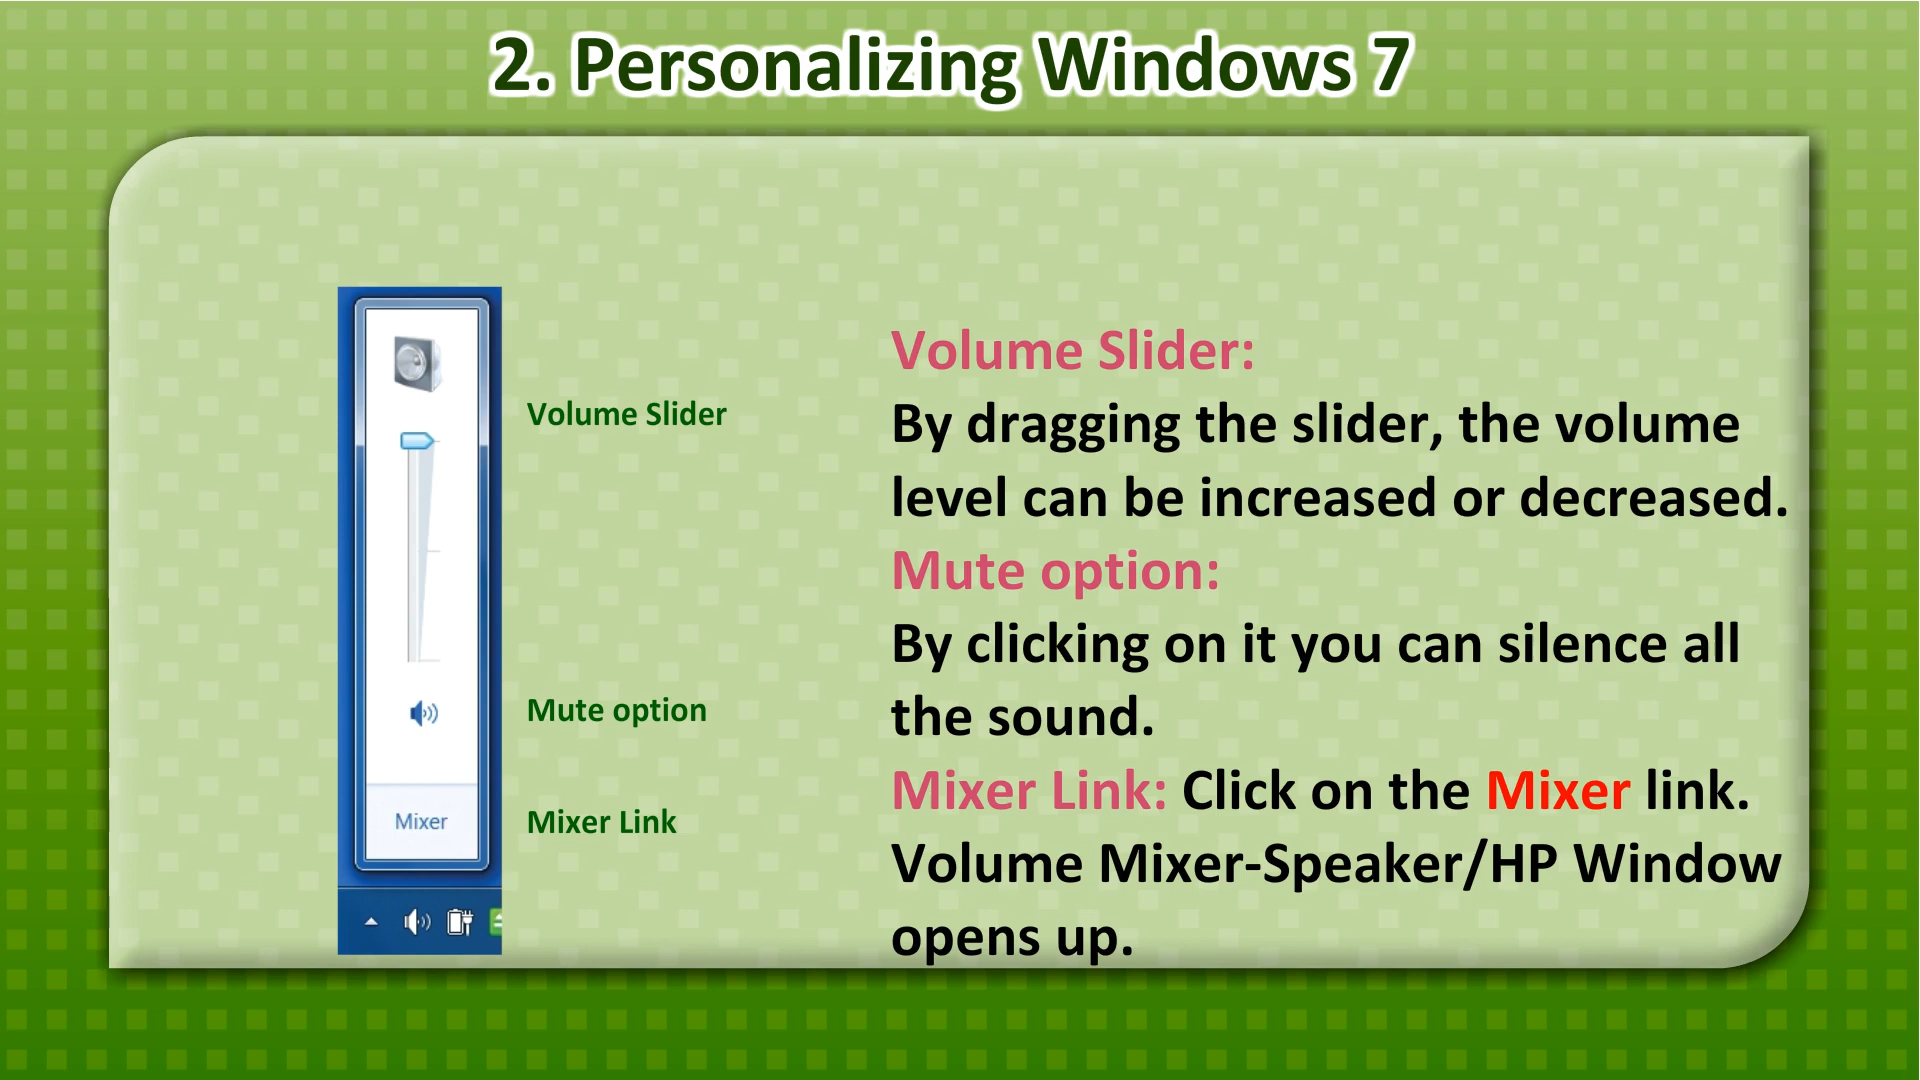 2. Personalizing Windows 7
Volume Slider
Mute option
Mixer
Mixer Link
Volume Slider:
By dragging the slider, the volume
level can be increased or decreased.
Mute option:
By clicking on it you can silence all
the sound.
Mixer Link: Click on the Mixer link.
Volume Mixer-Speaker/HP Window
opens up.